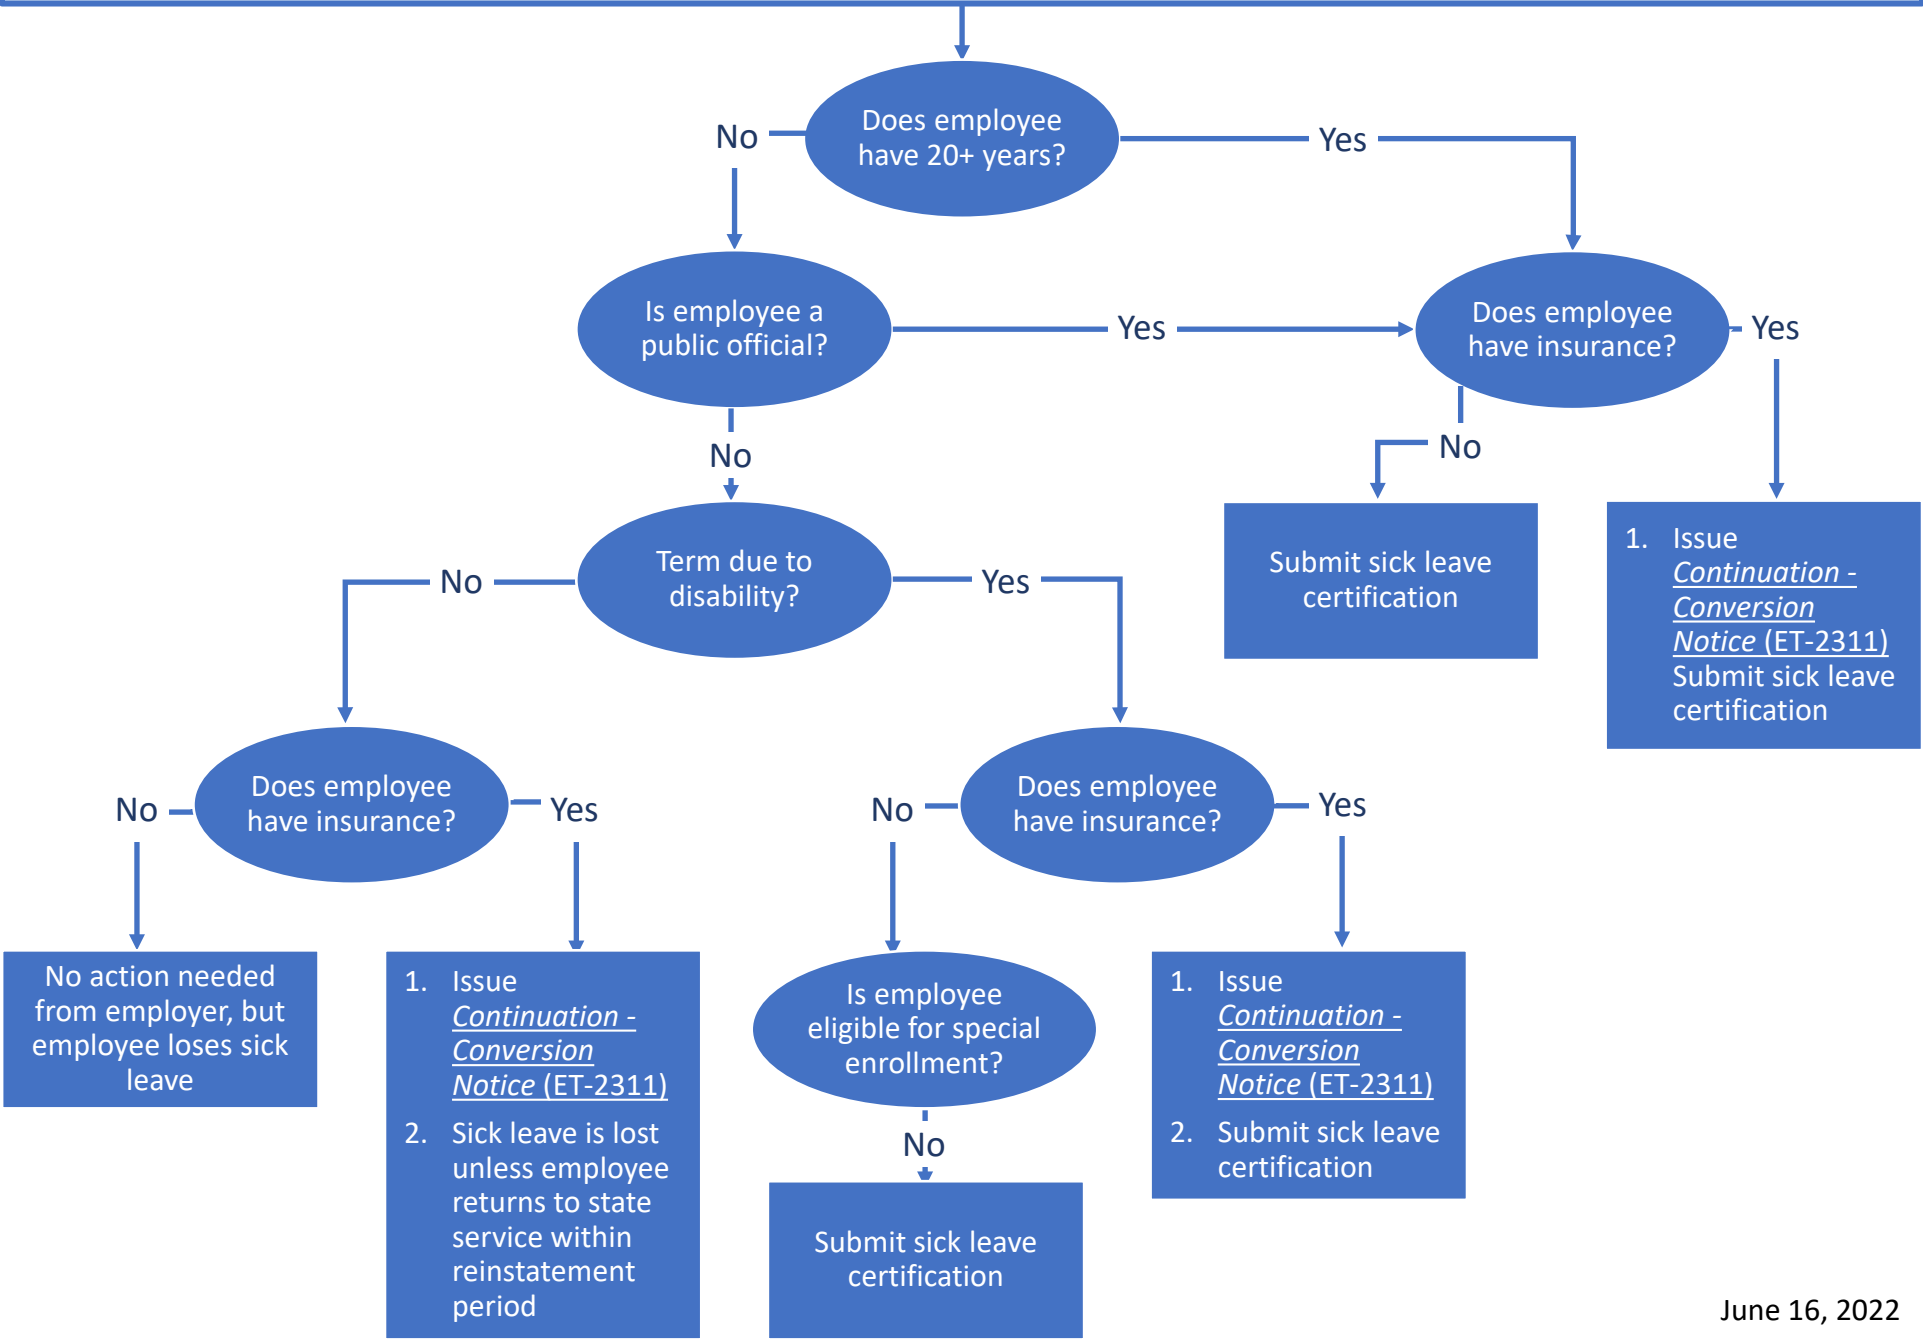 Does employee
have 20+ years?
No
Yes
Is employee a
public official?
Yes
Does employee
have insurance?
Yes
No
No
Term due to
disability?
No
Yes
Submit sick leave
certification
1. Issue
Continuation -
Conversion
Notice (ET-2311)
Submit sick leave
certification
Does employee
have insurance?
No
Yes
Does employee
have insurance?
No
Yes
No action needed
from employer, but
employee loses sick
leave
1. Issue
Continuation -
Conversion
Notice (ET-2311)
2. Sick leave is lost
unless employee
returns to state
service within
reinstatement
period
Is employee
eligible for special
enrollment?
No
Submit sick leave
certification
1. Issue
Continuation -
Conversion
Notice (ET-2311)
2. Submit sick leave
certification
June 16, 2022